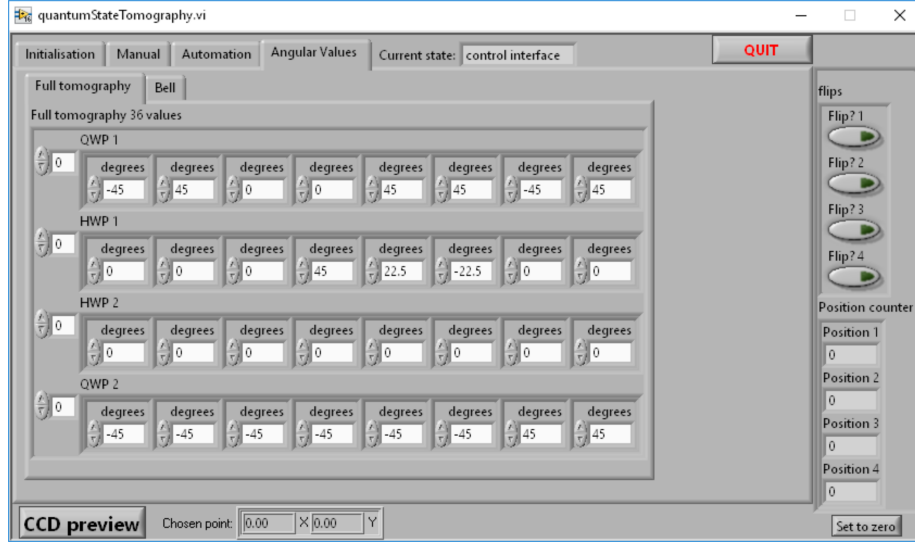 quantumStateTomography.vi
Initialisation Manual Automation Angular Values Current state: control interface QUIT
Full tomography Bell
Full tomography 36 values
QWP 1
0
degrees degrees degrees degrees degrees degrees degrees degrees
-45 45 0 0 45 45 -45 45
HWP 1
0
degrees degrees degrees degrees degrees degrees degrees degrees
0 0 0 45 22.5 -22.5 0 0
HWP 2
0
degrees degrees degrees degrees degrees degrees degrees degrees
0 0 0 0 0 0 0 0
QWP 2
0
degrees degrees degrees degrees degrees degrees degrees degrees
-45 -45 -45 -45 -45 -45 45 45
flips
Flip? 1
Flip? 2
Flip? 3
Flip? 4
Position counter
Position 1
0
Position 2
0
Position 3
0
Position 4
0
CCD preview Chosen point: 0.00 X 0.00 Y Set to zero